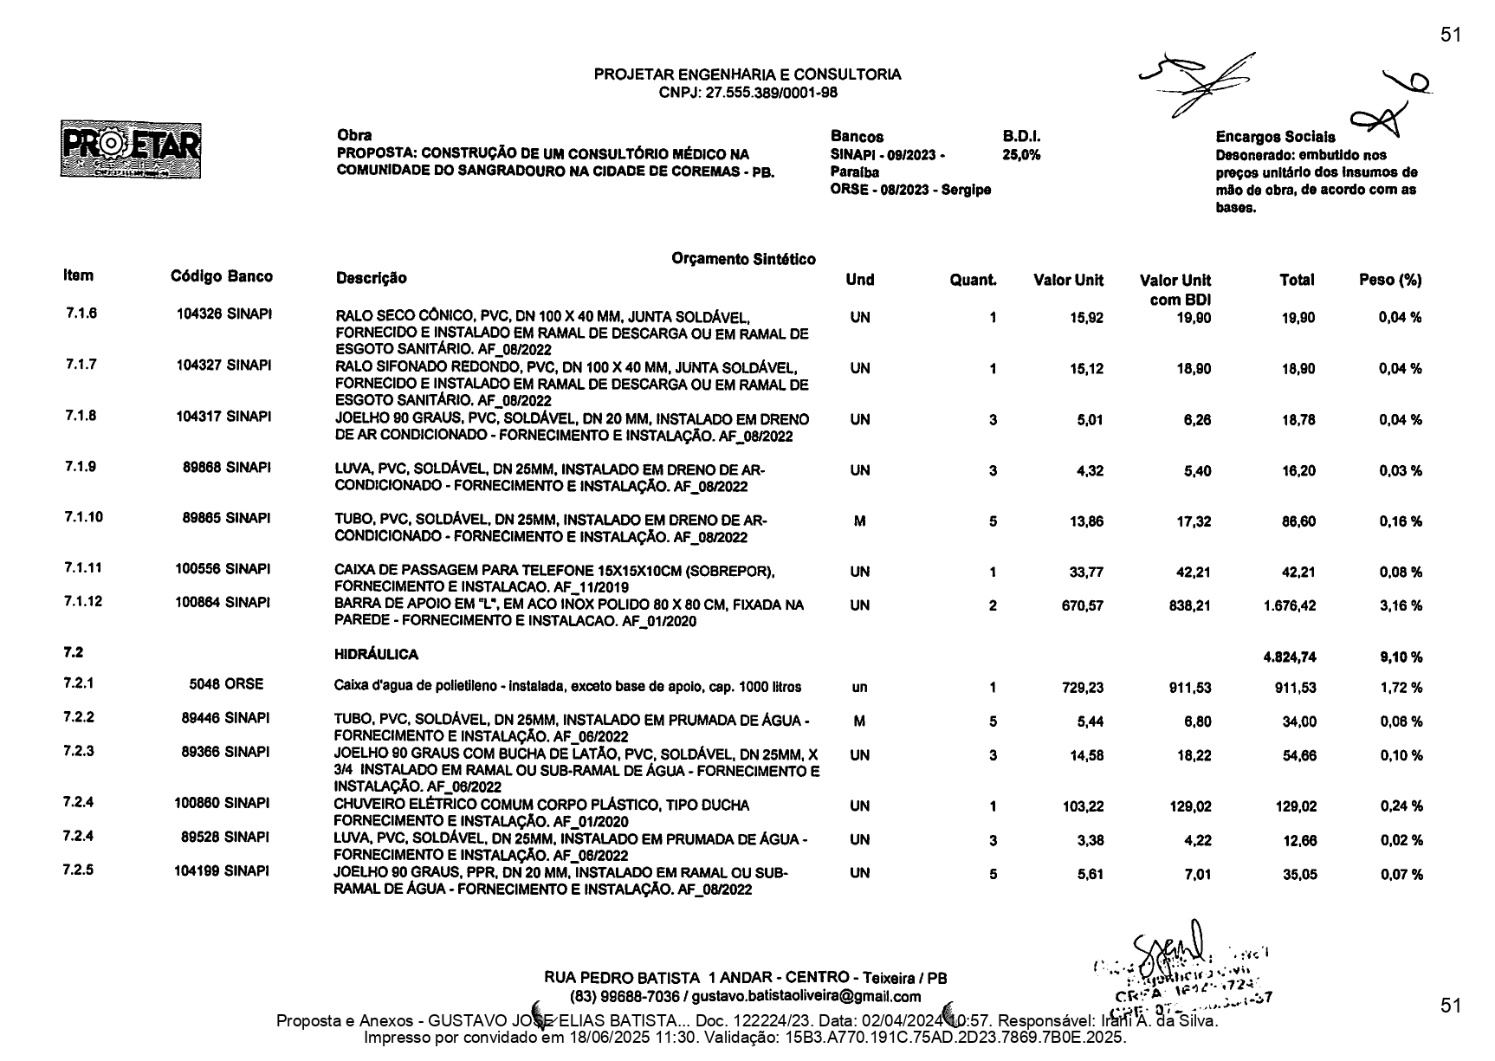 51
PROJETAR ENGENHARIA E CONSULTORIA
CNPJ: 27.555.389/0001-98
PROJETAR
Obra
PROPOSTA: CONSTRUÇÃO DE UM CONSULTÓRIO MÉDICO NA
COMUNIDADE DO SANGRADOURO NA CIDADE DE COREMAS - PB.
Bancos
SINAPI - 09/2023 -
Paraíba
ORSE - 08/2023 - Sergipe
B.D.I.
25,0%
Encargos Sociais
Desonerado: embutido nos
preços unitário dos insumos de
mão de obra, de acordo com as
bases.
Orçamento Sintético
Item Código Banco Descrição Und Quant. Valor Unit Valor Unit Total Peso (%)
com BDI
7.1.6 104326 SINAPI RALO SECO CÔNICO, PVC, DN 100 X 40 MM, JUNTA SOLDÁVEL, UN 1 15,92 19,90 19,90 0,04 %
FORNECIDO E INSTALADO EM RAMAL DE DESCARGA OU EM RAMAL DE
ESGOTO SANITÁRIO. AF_08/2022
7.1.7 104327 SINAPI RALO SIFONADO REDONDO, PVC, DN 100 X 40 MM, JUNTA SOLDÁVEL, UN 1 15,12 18,90 18,90 0,04 %
FORNECIDO E INSTALADO EM RAMAL DE DESCARGA OU EM RAMAL DE
ESGOTO SANITÁRIO. AF_08/2022
7.1.8 104317 SINAPI JOELHO 90 GRAUS, PVC, SOLDÁVEL, DN 20 MM, INSTALADO EM DRENO UN 3 5,01 6,26 18,78 0,04 %
DE AR CONDICIONADO - FORNECIMENTO E INSTALAÇÃO. AF_08/2022
7.1.9 89868 SINAPI LUVA, PVC, SOLDÁVEL, DN 25MM, INSTALADO EM DRENO DE AR- UN 3 4,32 5,40 16,20 0,03 %
CONDICIONADO - FORNECIMENTO E INSTALAÇÃO. AF_08/2022
7.1.10 89865 SINAPI TUBO, PVC, SOLDÁVEL, DN 25MM, INSTALADO EM DRENO DE AR- M 5 13,86 17,32 86,60 0,16 %
CONDICIONADO - FORNECIMENTO E INSTALAÇÃO. AF_08/2022
7.1.11 100556 SINAPI CAIXA DE PASSAGEM PARA TELEFONE 15X15X10CM (SOBREPOR), UN 1 33,77 42,21 42,21 0,08 %
FORNECIMENTO E INSTALACAO. AF_11/2019
7.1.12 100864 SINAPI BARRA DE APOIO EM "L", EM ACO INOX POLIDO 80 X 80 CM, FIXADA NA UN 2 670,57 838,21 1.676,42 3,16 %
PAREDE - FORNECIMENTO E INSTALACAO. AF_01/2020
7.2 HIDRÁULICA 4.824,74 9,10 %
7.2.1 5048 ORSE Caixa d'agua de polietileno - instalada, exceto base de apoio, cap. 1000 litros un 1 729,23 911,53 911,53 1,72 %
7.2.2 89446 SINAPI TUBO, PVC, SOLDÁVEL, DN 25MM, INSTALADO EM PRUMADA DE ÁGUA - M 5 5,44 6,80 34,00 0,06 %
FORNECIMENTO E INSTALAÇÃO. AF_06/2022
7.2.3 89366 SINAPI JOELHO 90 GRAUS COM BUCHA DE LATÃO, PVC, SOLDÁVEL, DN 25MM, X UN 3 14,58 18,22 54,66 0,10 %
3/4 INSTALADO EM RAMAL OU SUB-RAMAL DE ÁGUA - FORNECIMENTO E
INSTALAÇÃO. AF_06/2022
7.2.4 100860 SINAPI CHUVEIRO ELÉTRICO COMUM CORPO PLÁSTICO, TIPO DUCHA UN 1 103,22 129,02 129,02 0,24 %
FORNECIMENTO E INSTALAÇÃO. AF_01/2020
7.2.4 89528 SINAPI LUVA, PVC, SOLDÁVEL, DN 25MM, INSTALADO EM PRUMADA DE ÁGUA - UN 3 3,38 4,22 12,66 0,02 %
FORNECIMENTO E INSTALAÇÃO. AF_06/2022
7.2.5 104199 SINAPI JOELHO 90 GRAUS, PPR, DN 20 MM, INSTALADO EM RAMAL OU SUB- UN 5 5,61 7,01 35,05 0,07 %
RAMAL DE ÁGUA - FORNECIMENTO E INSTALAÇÃO. AF_08/2022
RUA PEDRO BATISTA 1 ANDAR - CENTRO - Teixeira / PB
(83) 99688-7036 / gustavo.batistaoliveira@gmail.com
51
Proposta e Anexos - GUSTAVO JOSE ELIAS BATISTA... Doc. 122224/23. Data: 02/04/2024 10:57. Responsável: Irani A. da Silva.
Impresso por convidado em 18/06/2025 11:30. Validação: 15B3.A770.191C.75AD.2D23.7869.7B0E.2025.